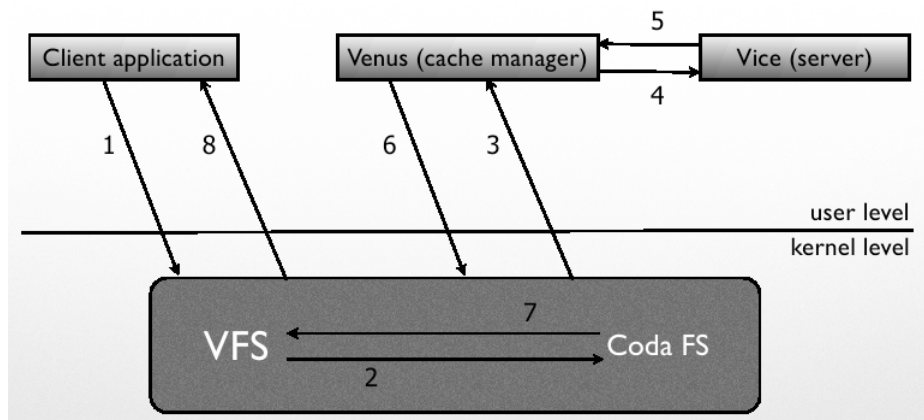 5
Client application
Venus (cache manager)
Vice (server)
4
1
8
6
3
user level
kernel level
7
VFS
Coda FS
2